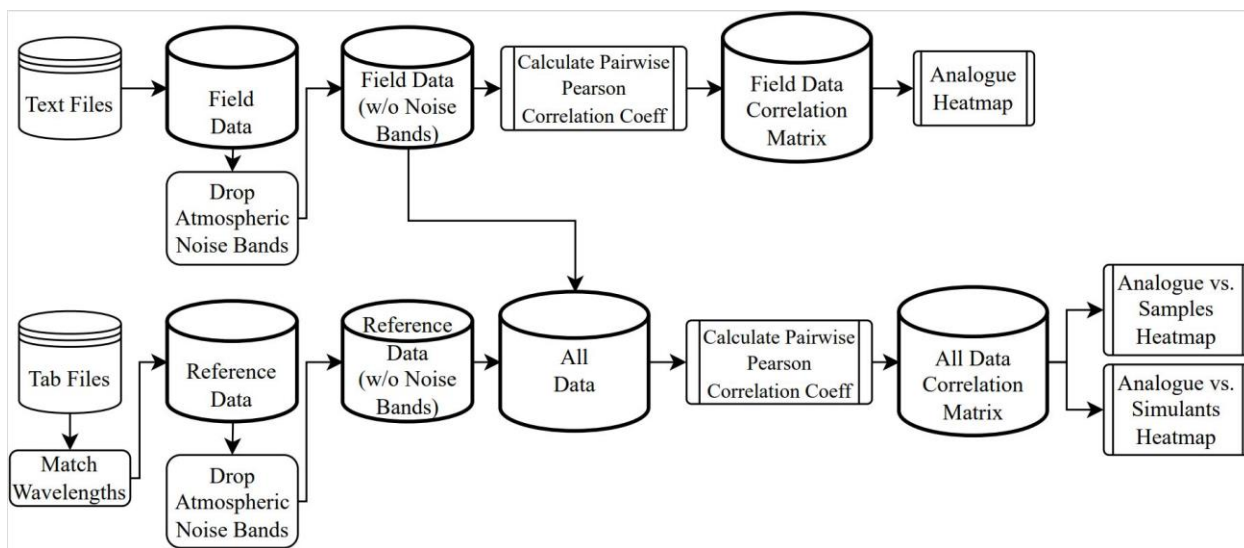 Text Files
Field
Data
Drop
Atmospheric
Noise Bands
Field Data
(w/o Noise
Bands)
Calculate Pairwise
Pearson
Correlation Coeff
Field Data
Correlation
Matrix
Analogue
Heatmap
Tab Files
Match
Wavelengths
Reference
Data
Drop
Atmospheric
Noise Bands
Reference
Data
(w/o Noise
Bands)
All
Data
Calculate Pairwise
Pearson
Correlation Coeff
All Data
Correlation
Matrix
Analogue vs.
Samples
Heatmap
Analogue vs.
Simulants
Heatmap